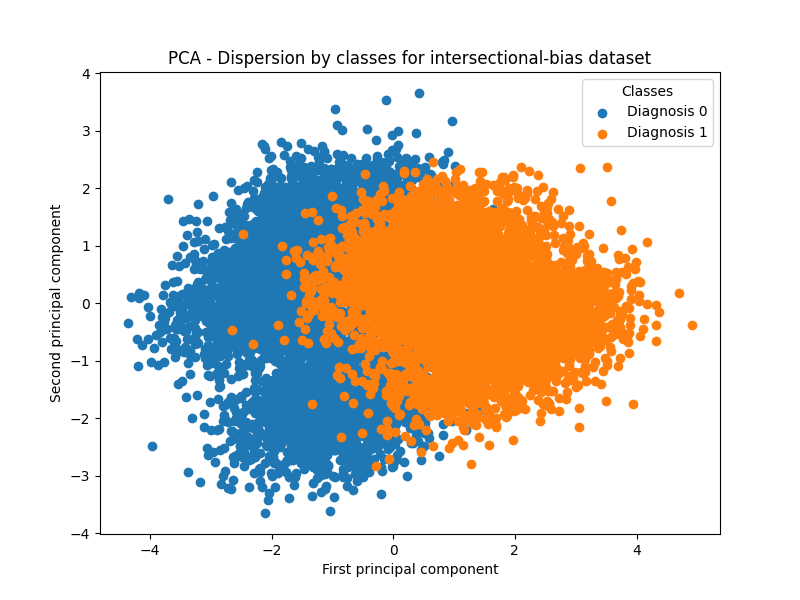 PCA - Dispersion by classes for intersectional-bias dataset
Classes
Diagnosis 0
Diagnosis 1
Second principal component
4
3
2
1
0
−1
−2
−3
−4
−4
−2
0
2
4
First principal component